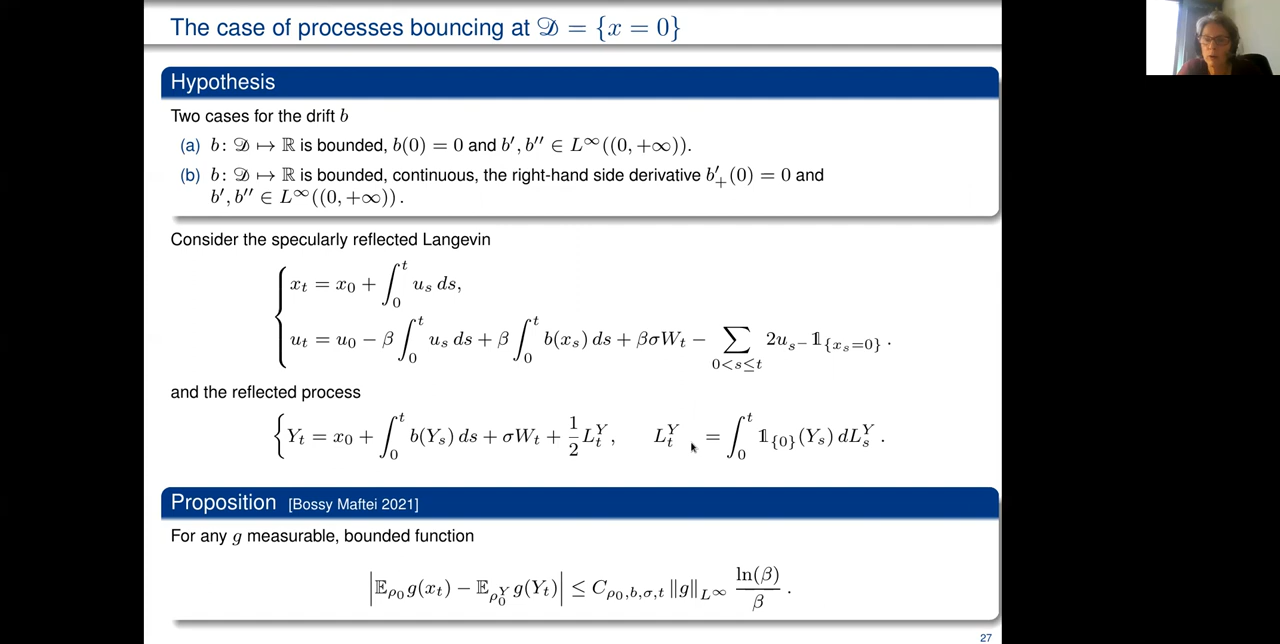 The case of processes bouncing at 𝒟 = {x = 0}
Hypothesis
Two cases for the drift b
(a) b: 𝒟 ↦ ℝ is bounded, b(0) = 0 and b′, b″ ∈ L^∞((0, +∞)).
(b) b: 𝒟 ↦ ℝ is bounded, continuous, the right-hand side derivative b′_+(0) = 0 and
b′, b″ ∈ L^∞((0, +∞)).
Consider the specularly reflected Langevin
x_t = x_0 + ∫_0^t u_s ds,
u_t = u_0 − β ∫_0^t u_s ds + β ∫_0^t b(x_s) ds + βσW_t − ∑_{0<s≤t} 2u_{s−} 𝟙_{{x_s=0}} .
and the reflected process
{ Y_t = x_0 + ∫_0^t b(Y_s) ds + σW_t + 1/2 L_t^Y, L_t^Y = ∫_0^t 𝟙_{{0}}(Y_s) dL_s^Y .
Proposition [Bossy Maftei 2021]
For any g measurable, bounded function
|𝔼_{ρ_0} g(x_t) − 𝔼_{ρ_0^Y} g(Y_t)| ≤ C_{ρ_0,b,σ,t} ‖g‖_{L^∞} ln(β)/β .
27